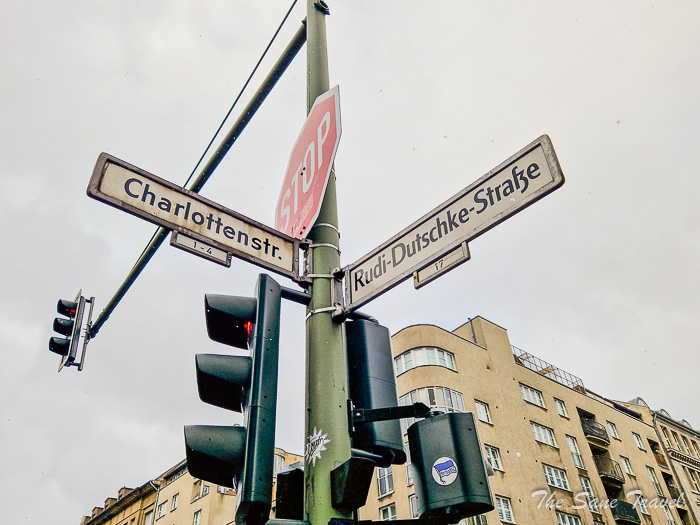 STOP
Charlottenstr.
1-4
Rudi-Dutschke-Straße
17
The Sane Travel